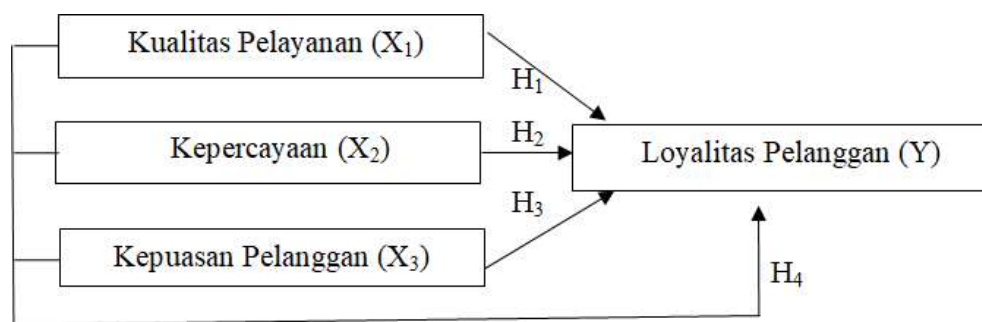 Kualitas Pelayanan (X₁)
H₁
Kepercayaan (X₂)
H₂
Loyalitas Pelanggan (Y)
H₃
Kepuasan Pelanggan (X₃)
H₄